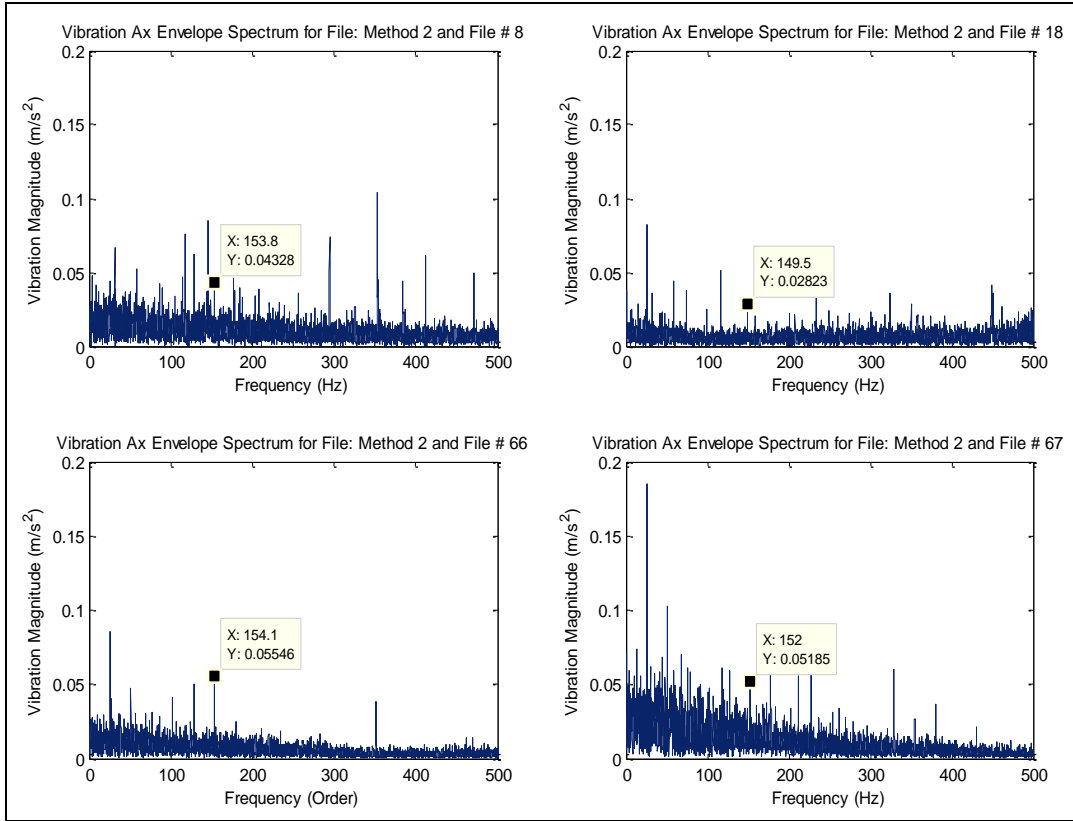 Vibration Ax Envelope Spectrum for File: Method 2 and File # 8
0.2
0.15
0.1
0.05
0
Vibration Magnitude (m/s²)
X: 153.8
Y: 0.04328
0 100 200 300 400 500
Frequency (Hz)
Vibration Ax Envelope Spectrum for File: Method 2 and File # 18
0.2
0.15
0.1
0.05
0
Vibration Magnitude (m/s²)
X: 149.5
Y: 0.02823
0 100 200 300 400 500
Frequency (Hz)
Vibration Ax Envelope Spectrum for File: Method 2 and File # 66
0.2
0.15
0.1
0.05
0
Vibration Magnitude (m/s²)
X: 154.1
Y: 0.05546
0 100 200 300 400 500
Frequency (Order)
Vibration Ax Envelope Spectrum for File: Method 2 and File # 67
0.2
0.15
0.1
0.05
0
Vibration Magnitude (m/s²)
X: 152
Y: 0.05185
0 100 200 300 400 500
Frequency (Hz)